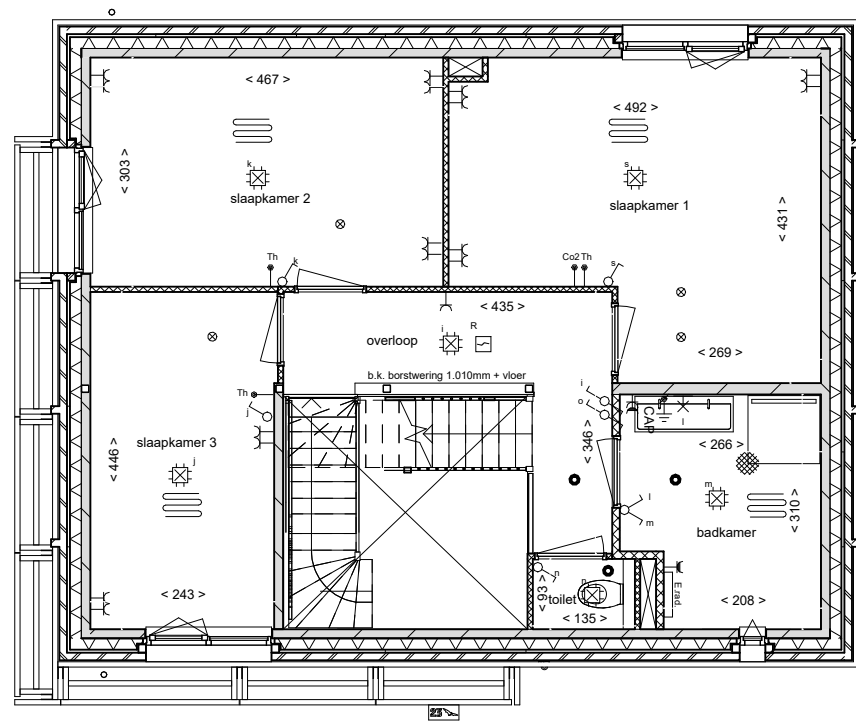 < 467 >
< 492 >
k
s
< 303 >
slaapkamer 2
slaapkamer 1
< 431 >
Th
k
Co2 Th
s
< 435 >
overloop
i
R
< 269 >
b.k. borstwering 1.010mm + vloer
Th
j
i
o
CAP
l
slaapkamer 3
j
< 446 >
< 346 >
< 266 >
m
l
m
badkamer
< 310 >
n
n
< 93 >
toilet
E.rad.
< 243 >
< 135 >
< 208 >
25